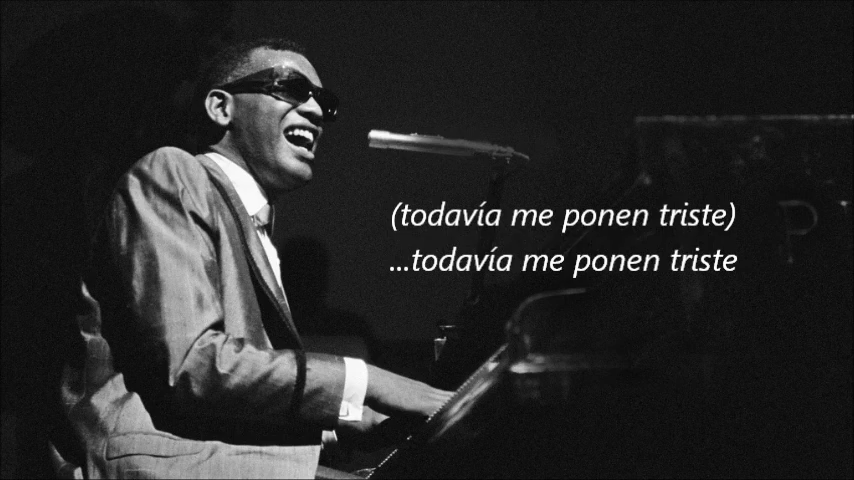 (todavía me ponen triste)
...todavía me ponen triste